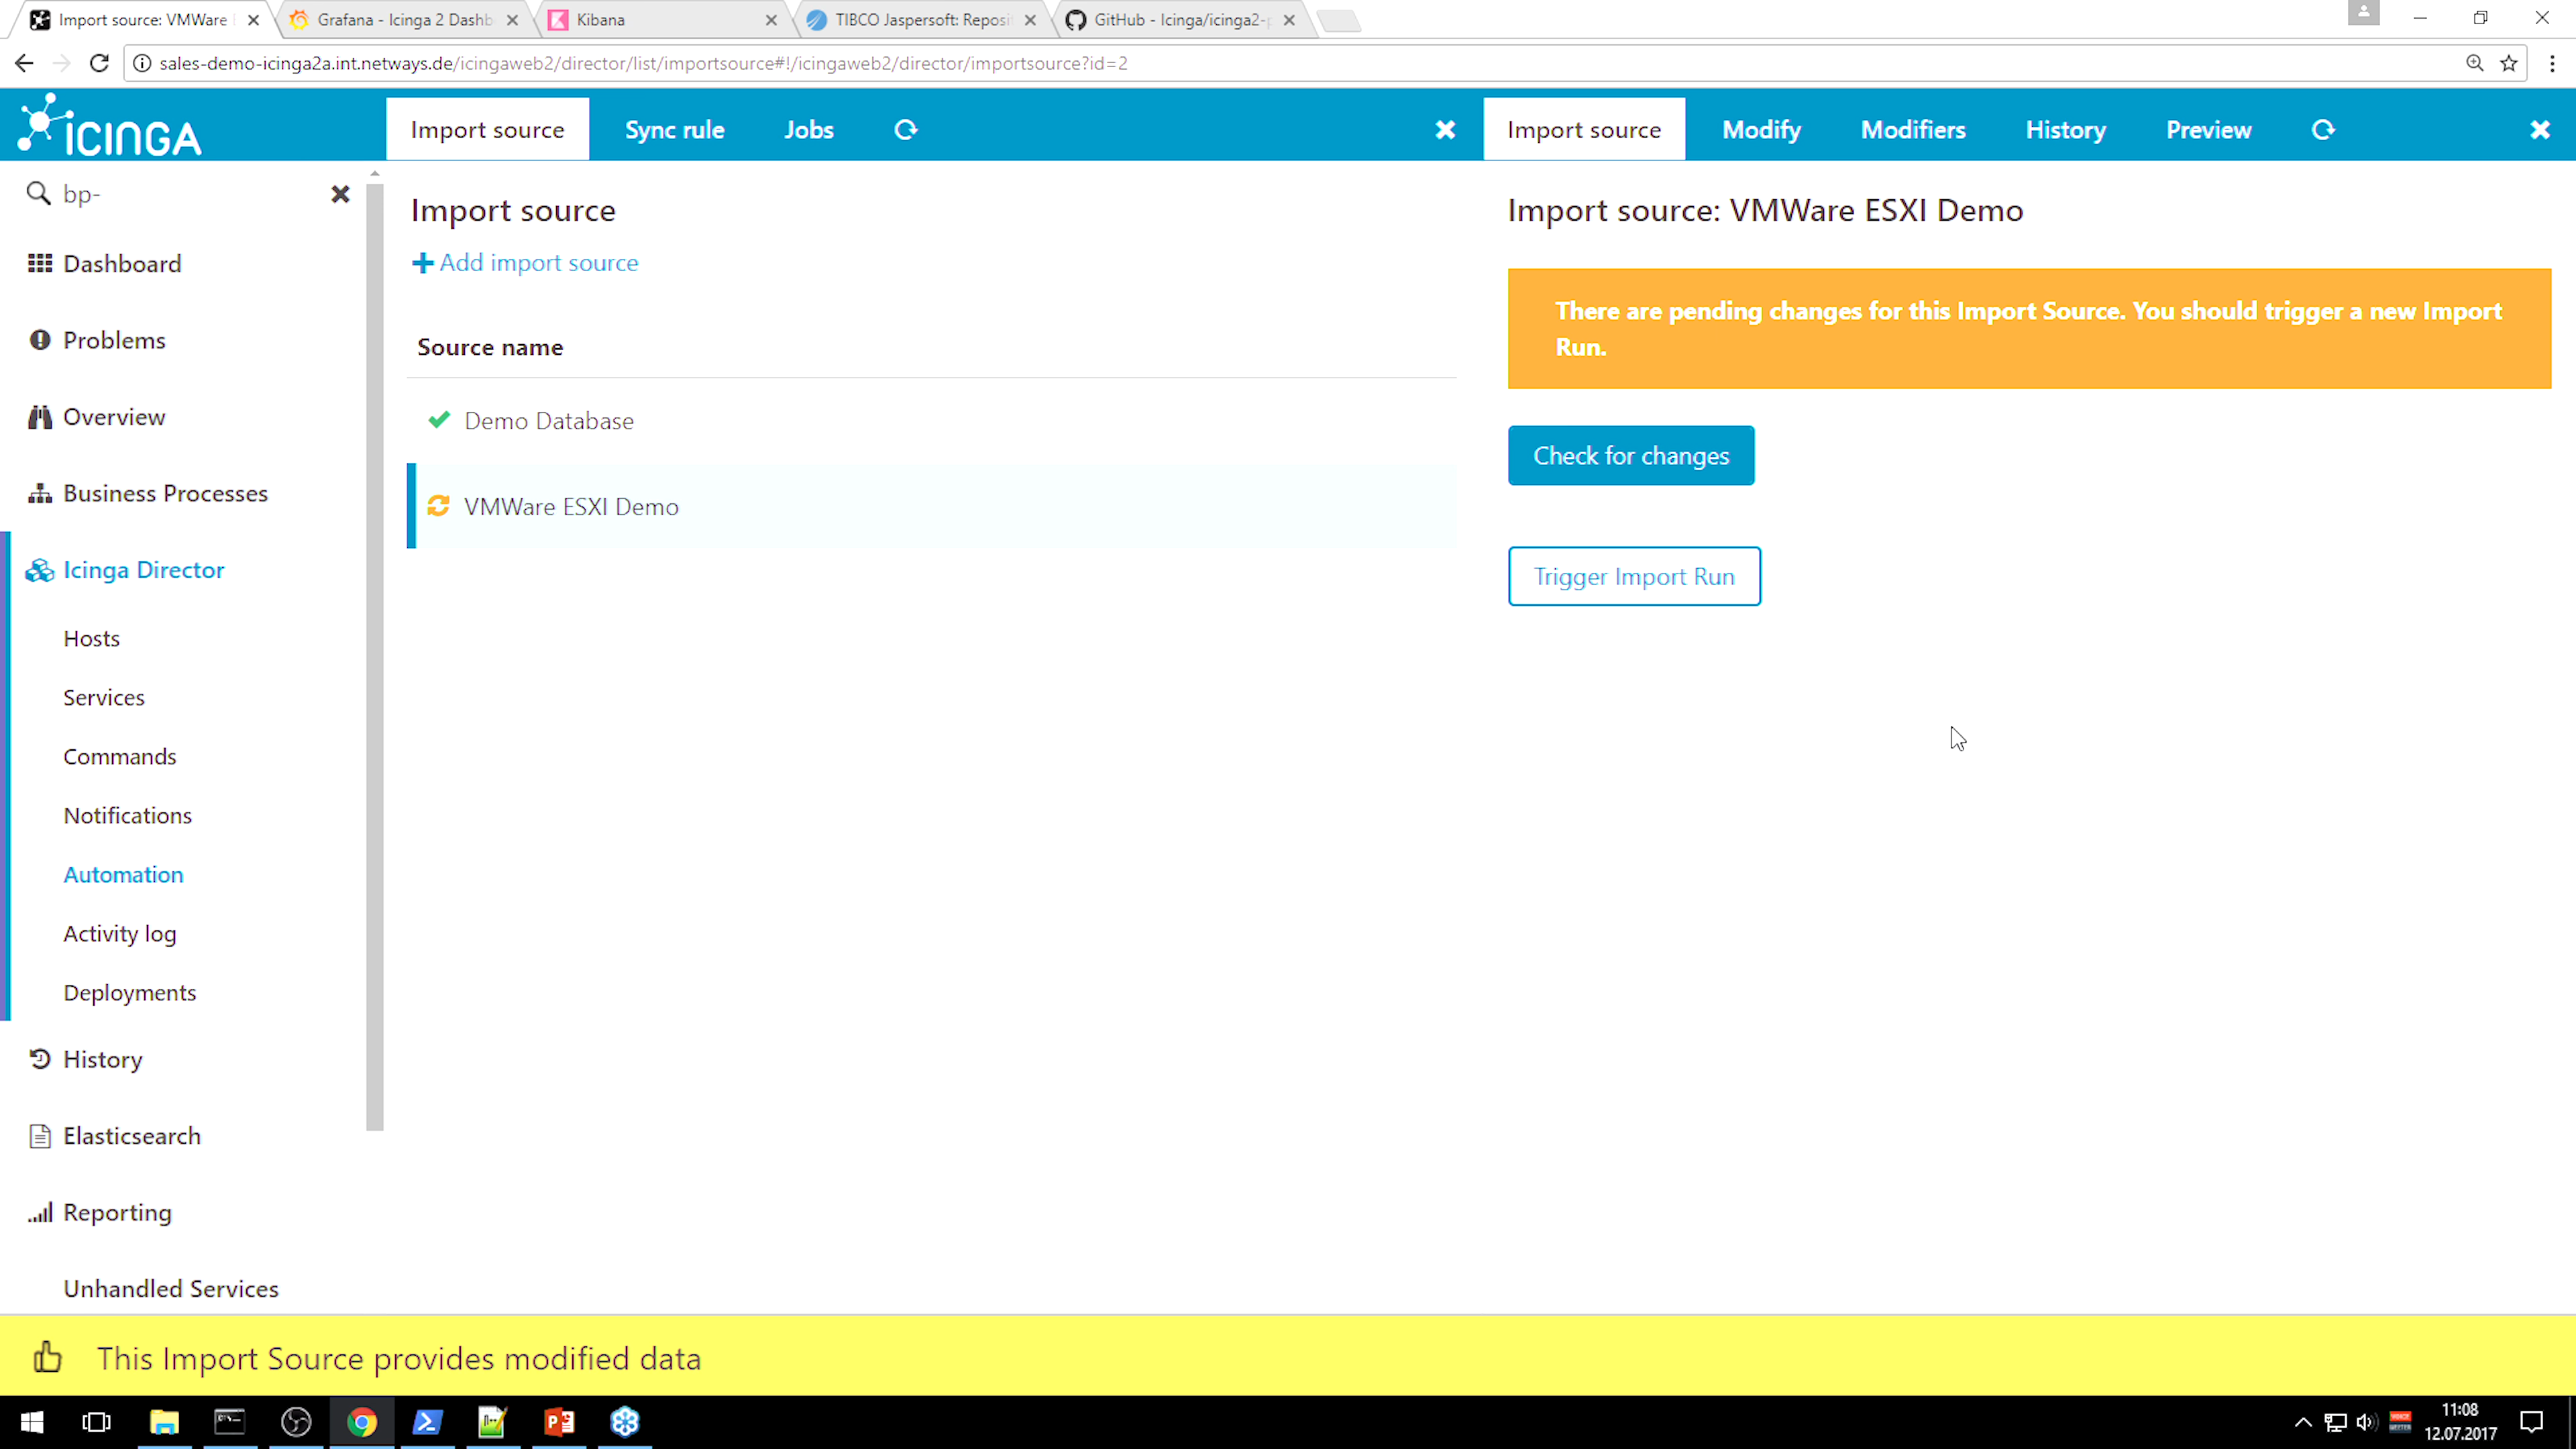 Import source: VMWare
Grafana - Icinga 2 Dashb
Kibana
TIBCO Jaspersoft: Reposi
GitHub - Icinga/icinga2-
sales-demo-icinga2a.int.netways.de/icingaweb2/director/list/importsource#!/icingaweb2/director/importsource?id=2
ICINGA
Import source
Sync rule
Jobs
Import source
Modify
Modifiers
History
Preview
bp-
Dashboard
Problems
Overview
Business Processes
Icinga Director
Hosts
Services
Commands
Notifications
Automation
Activity log
Deployments
History
Elasticsearch
Reporting
Unhandled Services
Import source
Add import source
Source name
Demo Database
VMWare ESXI Demo
Import source: VMWare ESXI Demo
There are pending changes for this Import Source. You should trigger a new Import
Run.
Check for changes
Trigger Import Run
This Import Source provides modified data
11:08
12.07.2017